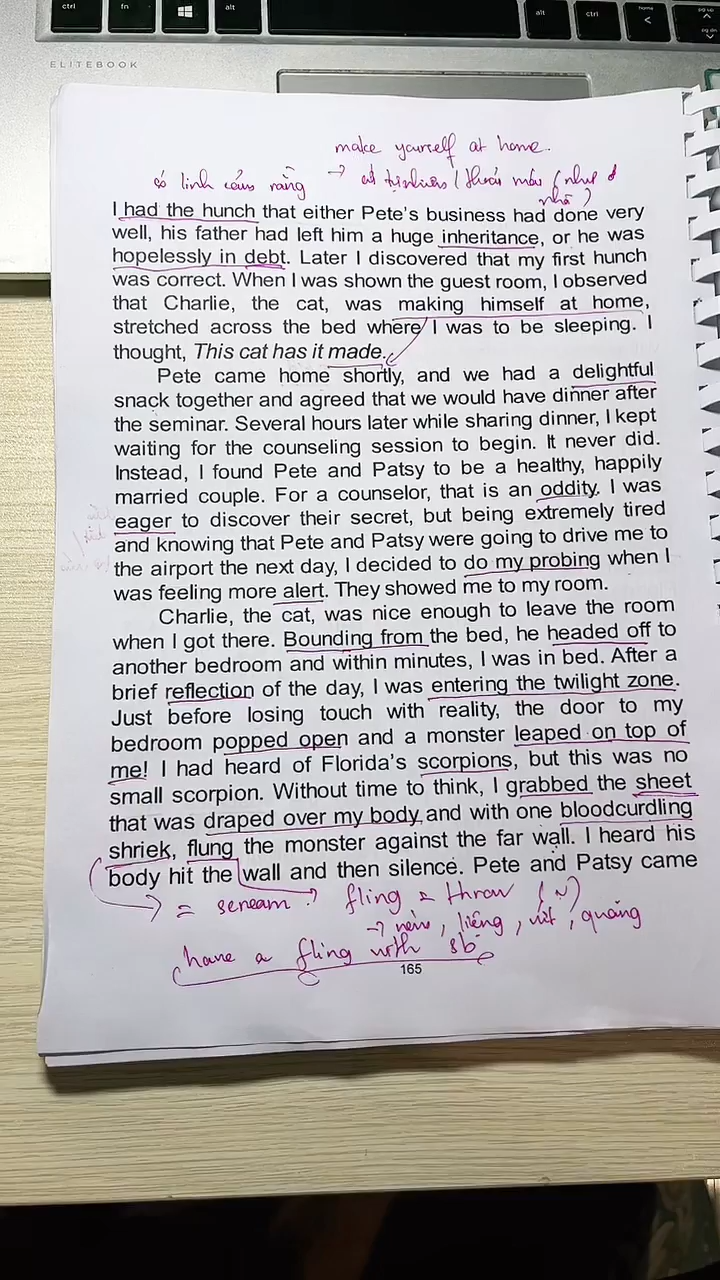 ctrl fn alt alt ctrl home pg up pg dn
ELITEBOOK
make yourself at home.
có linh cảm rằng → cứ tự nhiên / thoải mái (như ở
nhà)
I had the hunch that either Pete's business had done very
well, his father had left him a huge inheritance, or he was
hopelessly in debt. Later I discovered that my first hunch
was correct. When I was shown the guest room, I observed
that Charlie, the cat, was making himself at home,
stretched across the bed where I was to be sleeping. I
thought, This cat has it made.
Pete came home shortly, and we had a delightful
snack together and agreed that we would have dinner after
the seminar. Several hours later while sharing dinner, I kept
waiting for the counseling session to begin. It never did.
Instead, I found Pete and Patsy to be a healthy, happily
married couple. For a counselor, that is an oddity. I was
eager to discover their secret, but being extremely tired
and knowing that Pete and Patsy were going to drive me to
the airport the next day, I decided to do my probing when I
was feeling more alert. They showed me to my room.
Charlie, the cat, was nice enough to leave the room
when I got there. Bounding from the bed, he headed off to
another bedroom and within minutes, I was in bed. After a
brief reflection of the day, I was entering the twilight zone.
Just before losing touch with reality, the door to my
bedroom popped open and a monster leaped on top of
me! I had heard of Florida's scorpions, but this was no
small scorpion. Without time to think, I grabbed the sheet
that was draped over my body and with one bloodcurdling
shriek, flung the monster against the far wall. I heard his
body hit the wall and then silence. Pete and Patsy came
→ = scream → fling = throw (v)
→ ném, liệng, vứt, quăng
have a fling with sb
165